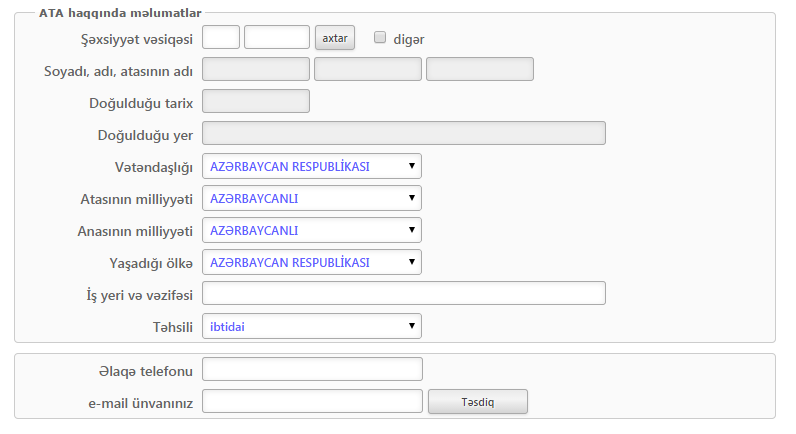 ATA haqqında məlumatlar
Şəxsiyyət vəsiqəsi axtar digər
Soyadı, adı, atasının adı
Doğulduğu tarix
Doğulduğu yer
Vətəndaşlığı AZƏRBAYCAN RESPUBLİKASI
Atasının milliyyəti AZƏRBAYCANLI
Anasının milliyyəti AZƏRBAYCANLI
Yaşadığı ölkə AZƏRBAYCAN RESPUBLİKASI
İş yeri və vəzifəsi
Təhsili ibtidai
Əlaqə telefonu
e-mail ünvanınız Təsdiq